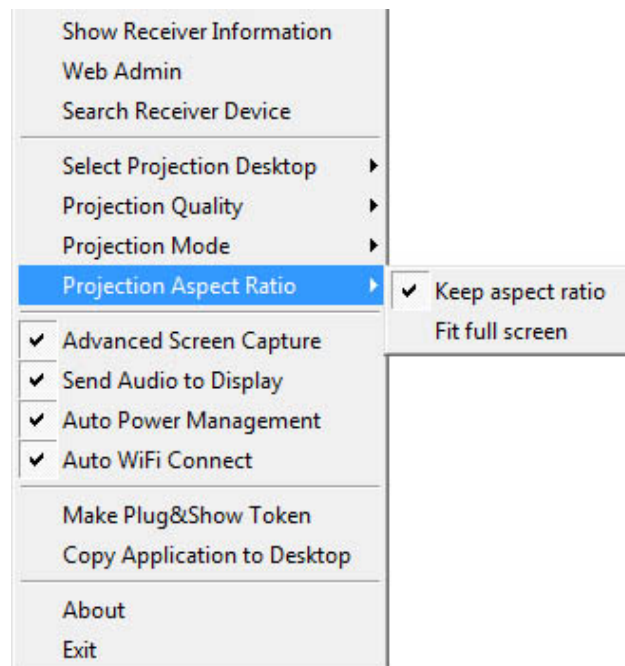 Show Receiver Information
Web Admin
Search Receiver Device
Select Projection Desktop
Projection Quality
Projection Mode
Projection Aspect Ratio
Keep aspect ratio
Fit full screen
Advanced Screen Capture
Send Audio to Display
Auto Power Management
Auto WiFi Connect
Make Plug&Show Token
Copy Application to Desktop
About
Exit